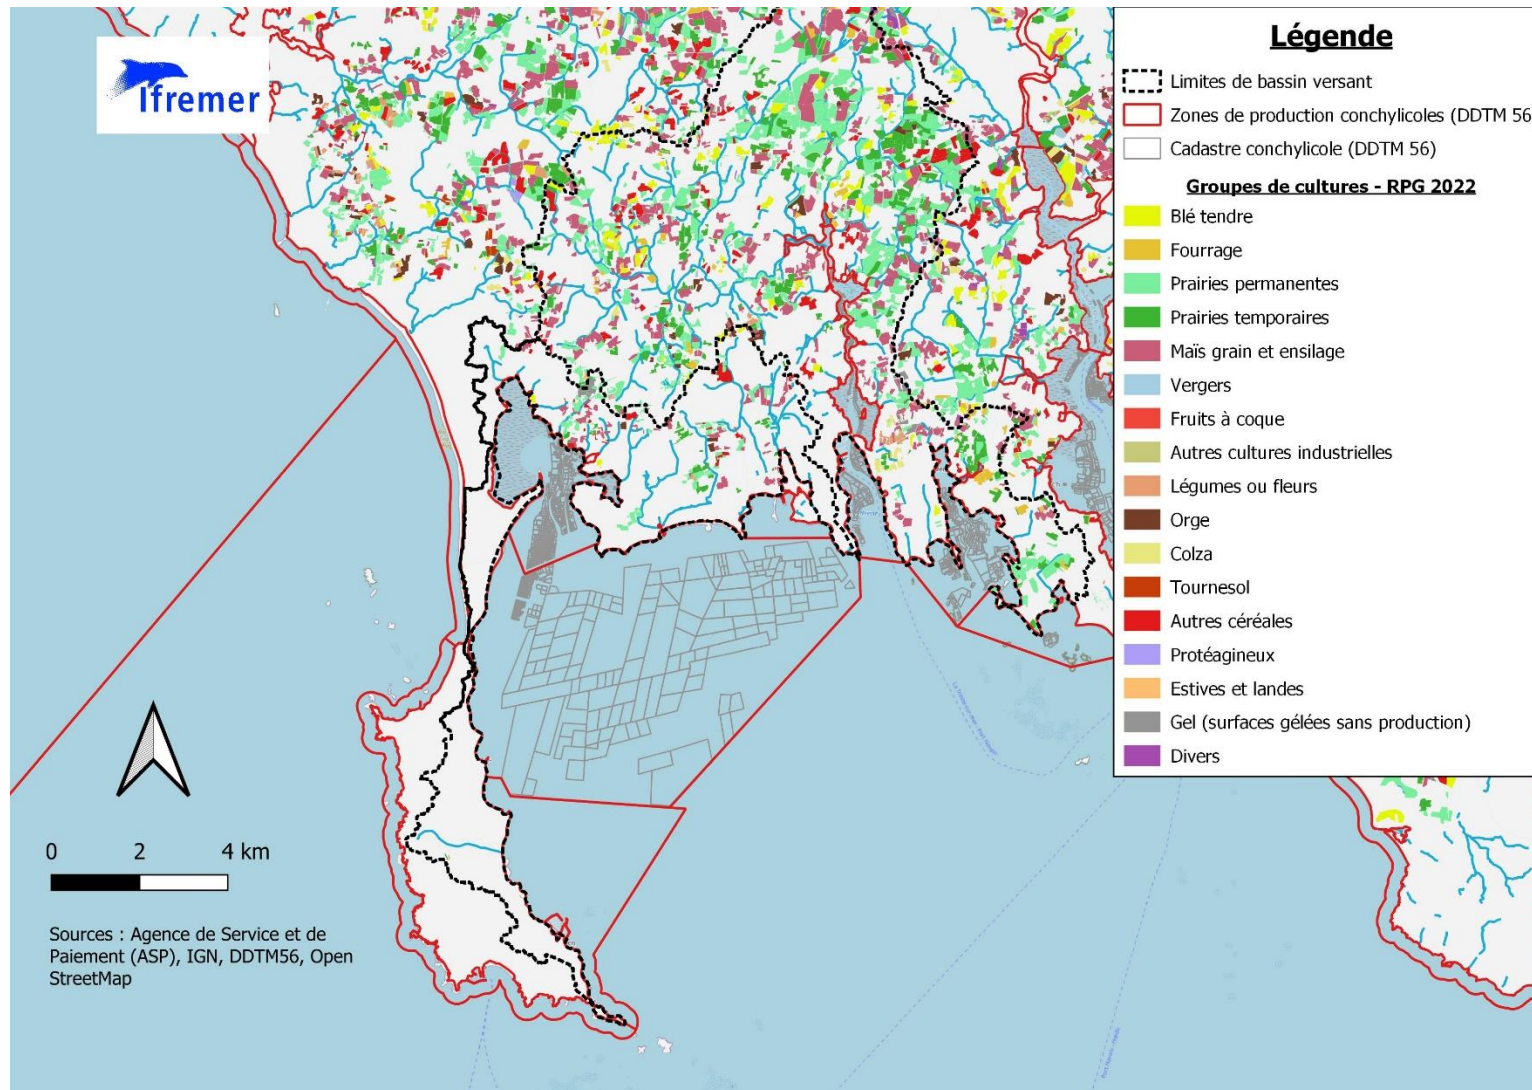 Ifremer
Légende
Limites de bassin versant
Zones de production conchylicoles (DDTM 56
Cadastre conchylicole (DDTM 56)
Groupes de cultures - RPG 2022
Blé tendre
Fourrage
Prairies permanentes
Prairies temporaires
Maïs grain et ensilage
Vergers
Fruits à coque
Autres cultures industrielles
Légumes ou fleurs
Orge
Colza
Tournesol
Autres céréales
Protéagineux
Estives et landes
Gel (surfaces gélées sans production)
Divers
0 2 4 km
Sources : Agence de Service et de
Paiement (ASP), IGN, DDTM56, Open
StreetMap